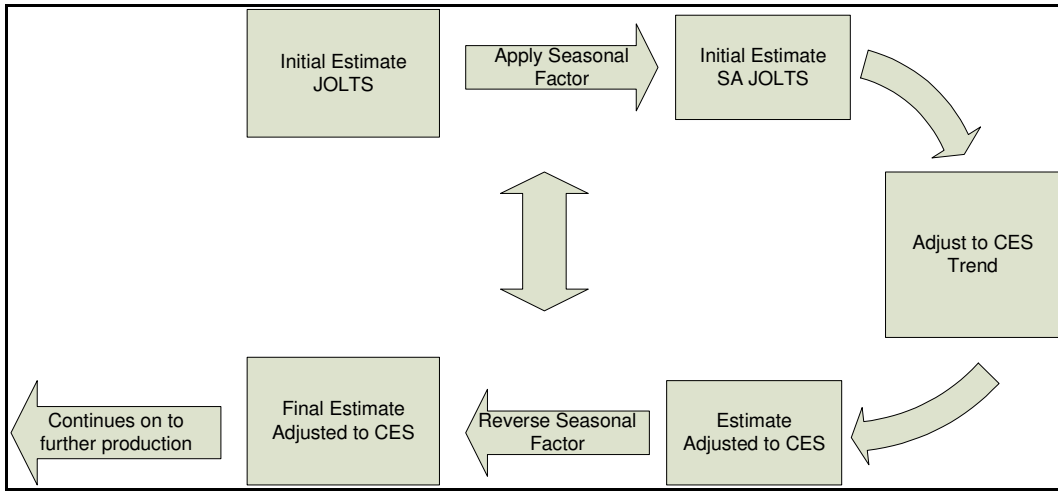 Initial Estimate
JOLTS
Apply Seasonal
Factor
Initial Estimate
SA JOLTS
Adjust to CES
Trend
Estimate
Adjusted to CES
Reverse Seasonal
Factor
Final Estimate
Adjusted to CES
Continues on to
further production